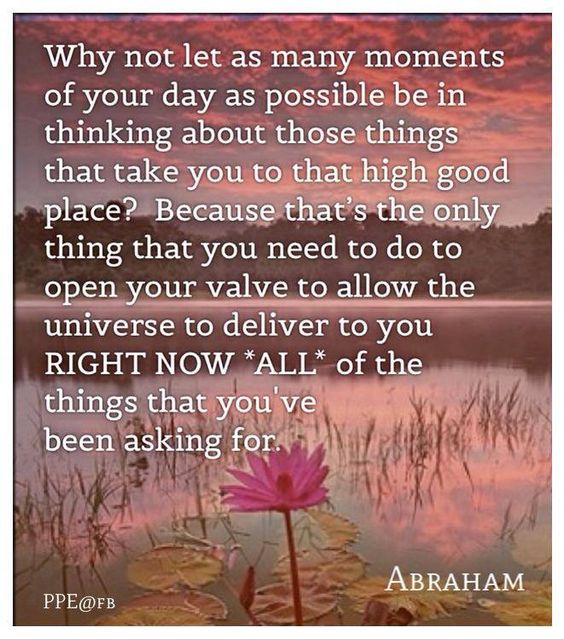 Why not let as many moments
of your day as possible be in
thinking about those things
that take you to that high good
place? Because that's the only
thing that you need to do to
open your valve to allow the
universe to deliver to you
RIGHT NOW *ALL* of the
things that you've
been asking for.
ABRAHAM
PPE@FB